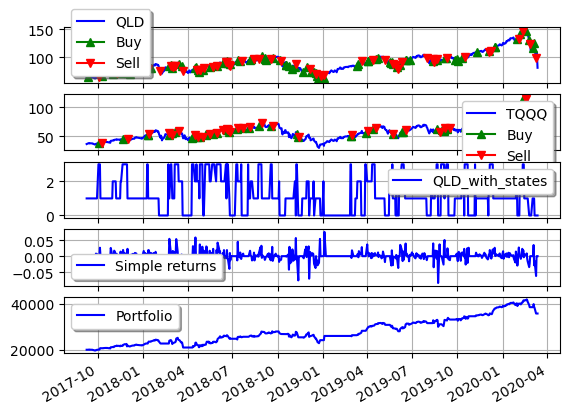 QLD
Buy
Sell
150
100
TQQQ
Buy
Sell
100
50
QLD_with_states
2
0
0.05
0.00
−0.05
Simple returns
40000
20000
Portfolio
2017-10
2018-01
2018-04
2018-07
2018-10
2019-01
2019-04
2019-07
2019-10
2020-01
2020-04